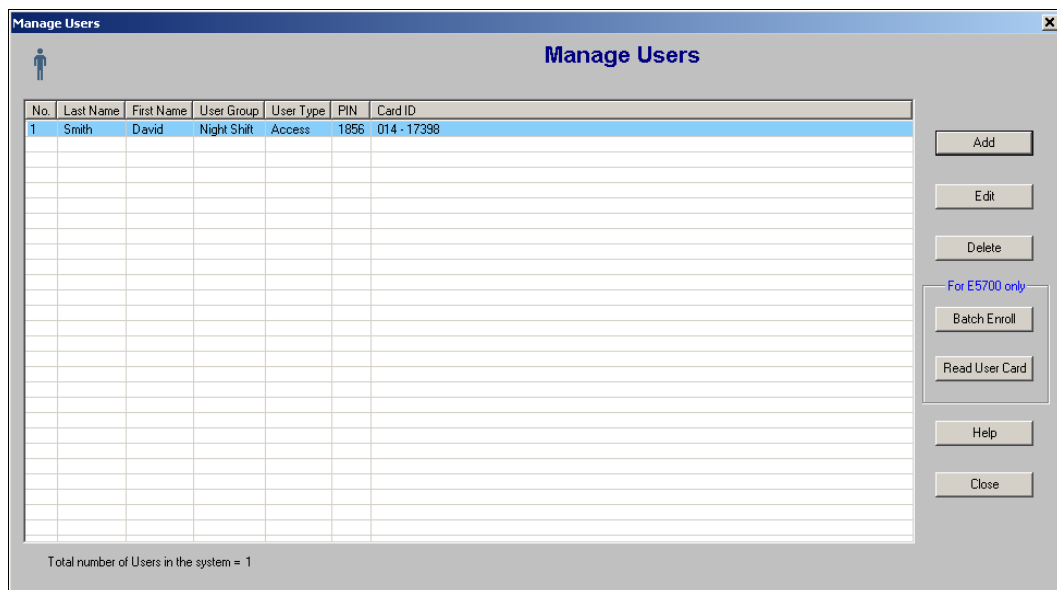 Manage Users
Manage Users
No. Last Name First Name User Group User Type PIN Card ID
1 Smith David Night Shift Access 1856 014 - 17398
Add
Edit
Delete
For E5700 only
Batch Enroll
Read User Card
Help
Close
Total number of Users in the system = 1